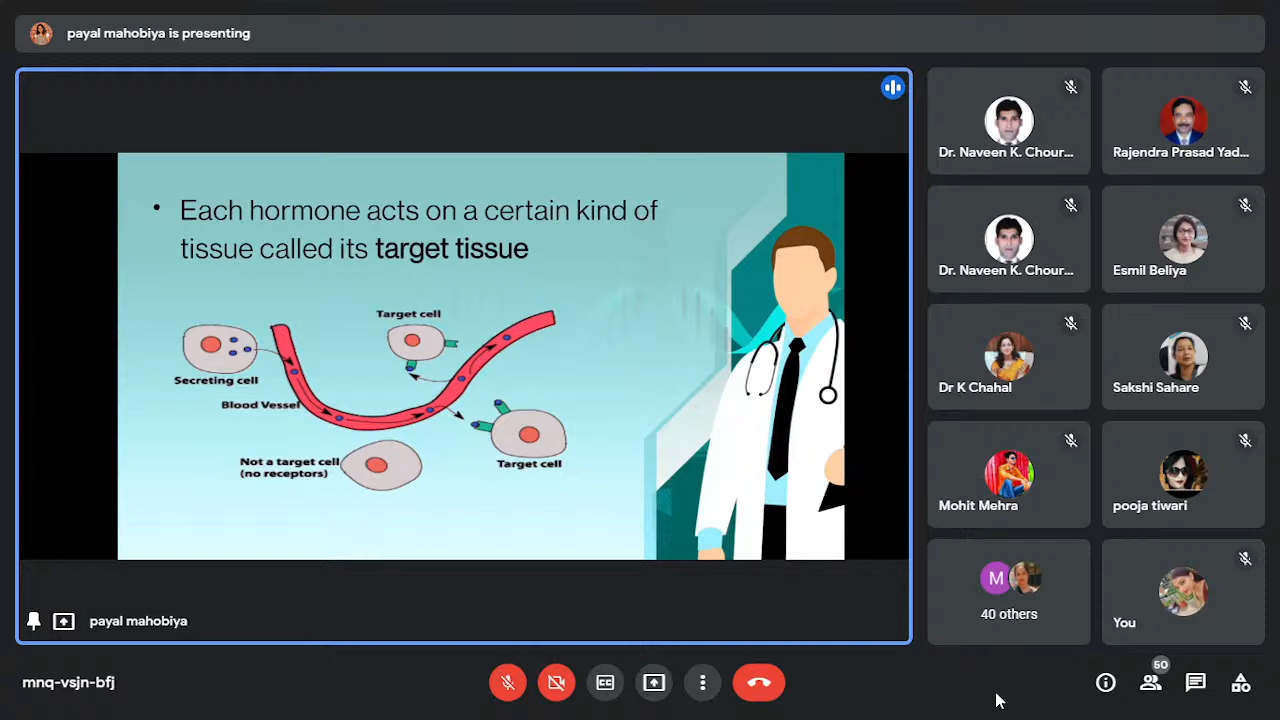 payal mahobiya is presenting
• Each hormone acts on a certain kind of
tissue called its target tissue
Target cell
Secreting cell
Blood Vessel
Not a target cell
(no receptors)
Target cell
payal mahobiya
Dr. Naveen K. Chour...
Rajendra Prasad Yad...
Dr. Naveen K. Chour...
Esmil Beliya
Dr K Chahal
Sakshi Sahare
Mohit Mehra
pooja tiwari
M
40 others
You
mnq-vsjn-bfj
CC
50